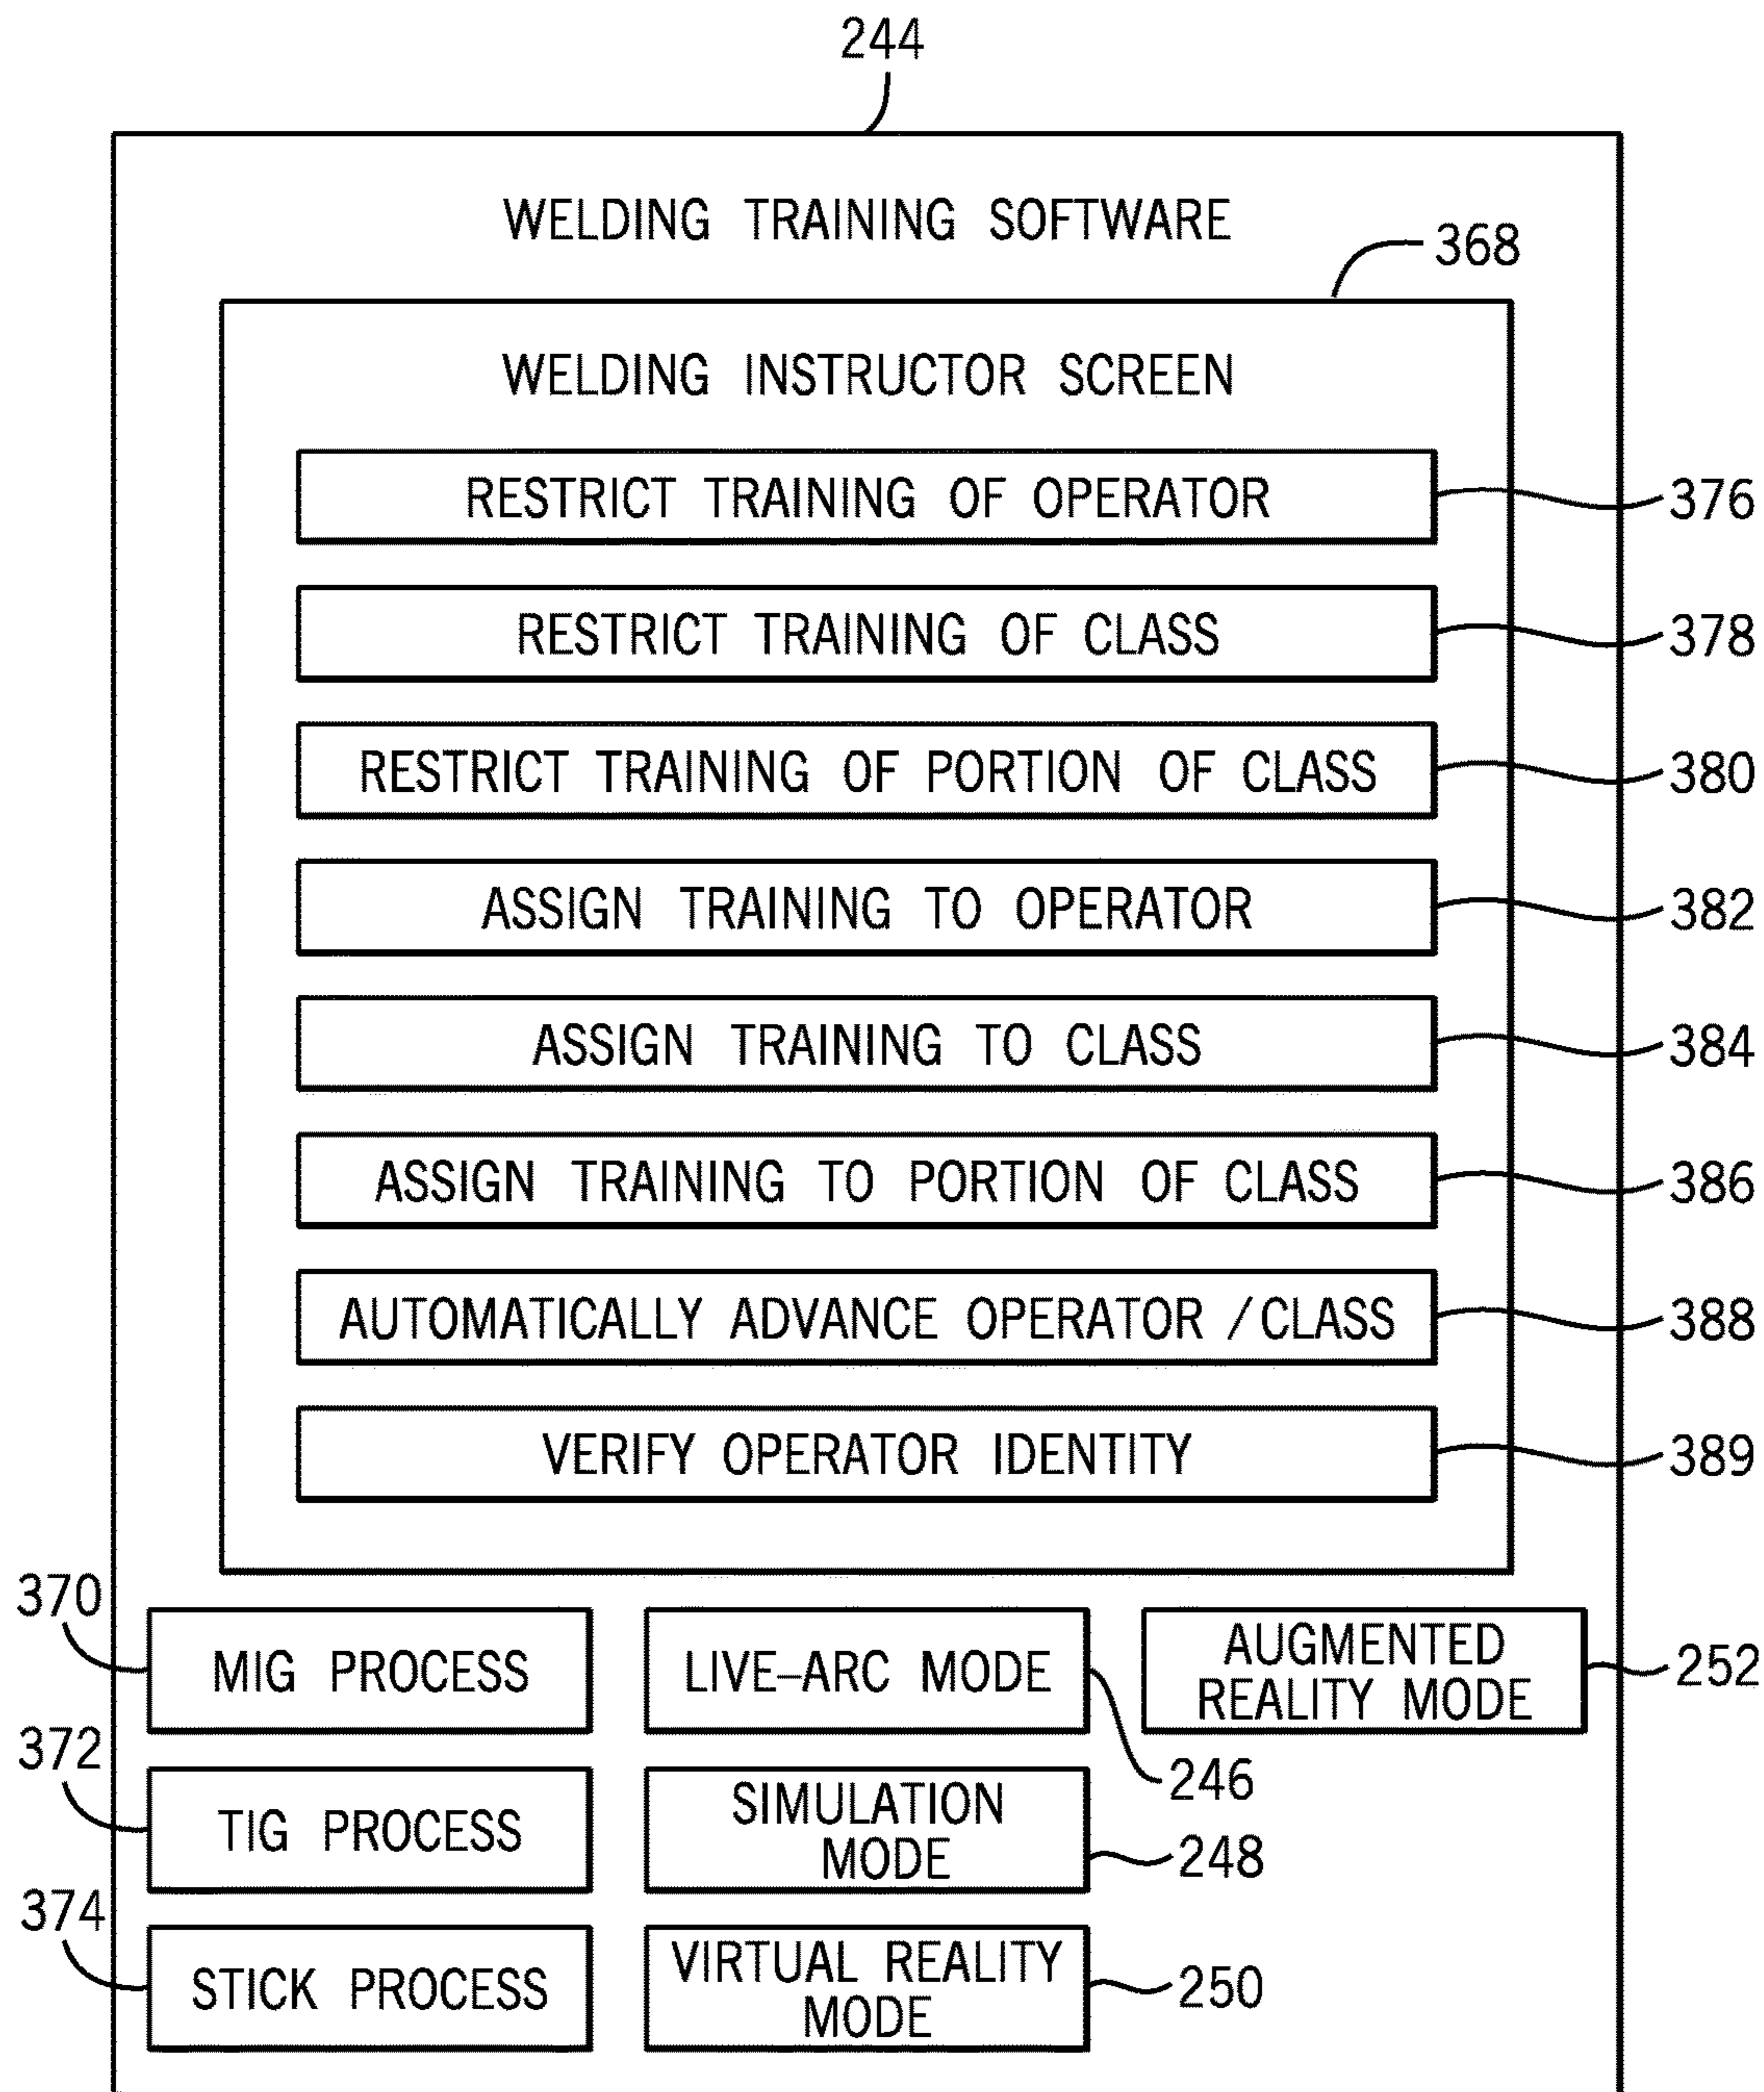 244
WELDING TRAINING SOFTWARE
368
WELDING INSTRUCTOR SCREEN
RESTRICT TRAINING OF OPERATOR
376
RESTRICT TRAINING OF CLASS
378
RESTRICT TRAINING OF PORTION OF CLASS
380
ASSIGN TRAINING TO OPERATOR
382
ASSIGN TRAINING TO CLASS
384
ASSIGN TRAINING TO PORTION OF CLASS
386
AUTOMATICALLY ADVANCE OPERATOR / CLASS
388
VERIFY OPERATOR IDENTITY
389
370
MIG PROCESS
LIVE–ARC MODE
246
AUGMENTED
REALITY MODE
252
372
TIG PROCESS
SIMULATION
MODE
248
374
STICK PROCESS
VIRTUAL REALITY
MODE
250